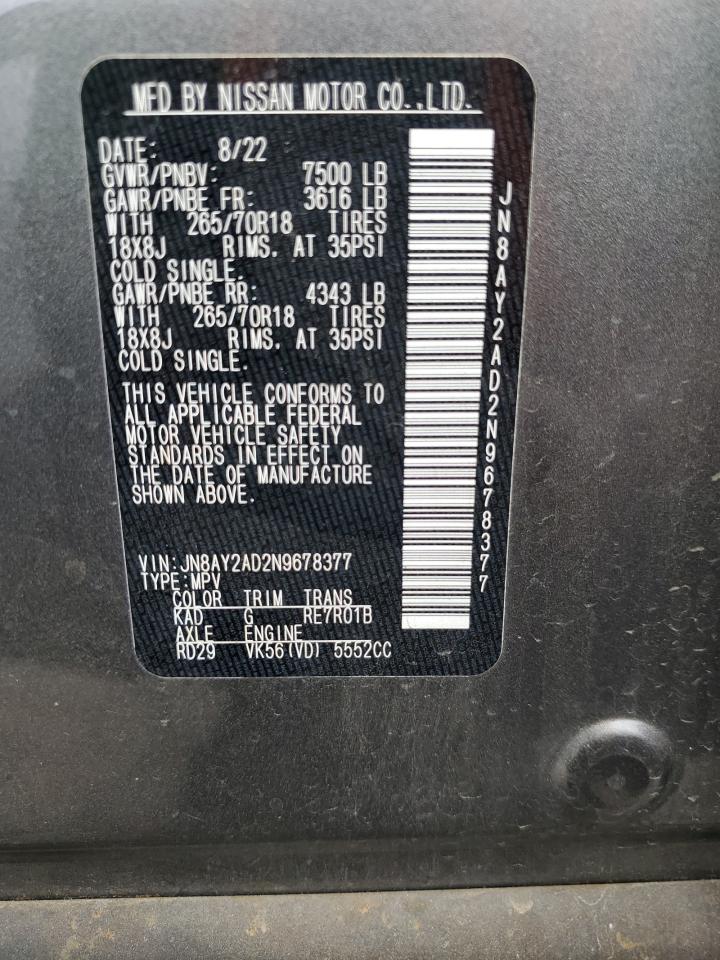 MFD BY NISSAN MOTOR CO.,LTD.
DATE: 8/22
GVWR/PNBV: 7500 LB
GAWR/PNBE FR: 3616 LB
WITH 265/70R18 TIRES
18X8J RIMS. AT 35PSI
COLD SINGLE.
GAWR/PNBE RR: 4343 LB
WITH 265/70R18 TIRES
18X8J RIMS. AT 35PSI
COLD SINGLE.
THIS VEHICLE CONFORMS TO
ALL APPLICABLE FEDERAL
MOTOR VEHICLE SAFETY
STANDARDS IN EFFECT ON
THE DATE OF MANUFACTURE
SHOWN ABOVE.
VIN:JN8AY2AD2N9678377
TYPE:MPV
COLOR TRIM TRANS
KAD G RE7R01B
AXLE ENGINE
RD29 VK56(VD) 5552CC
JN8AY2AD2N9678377